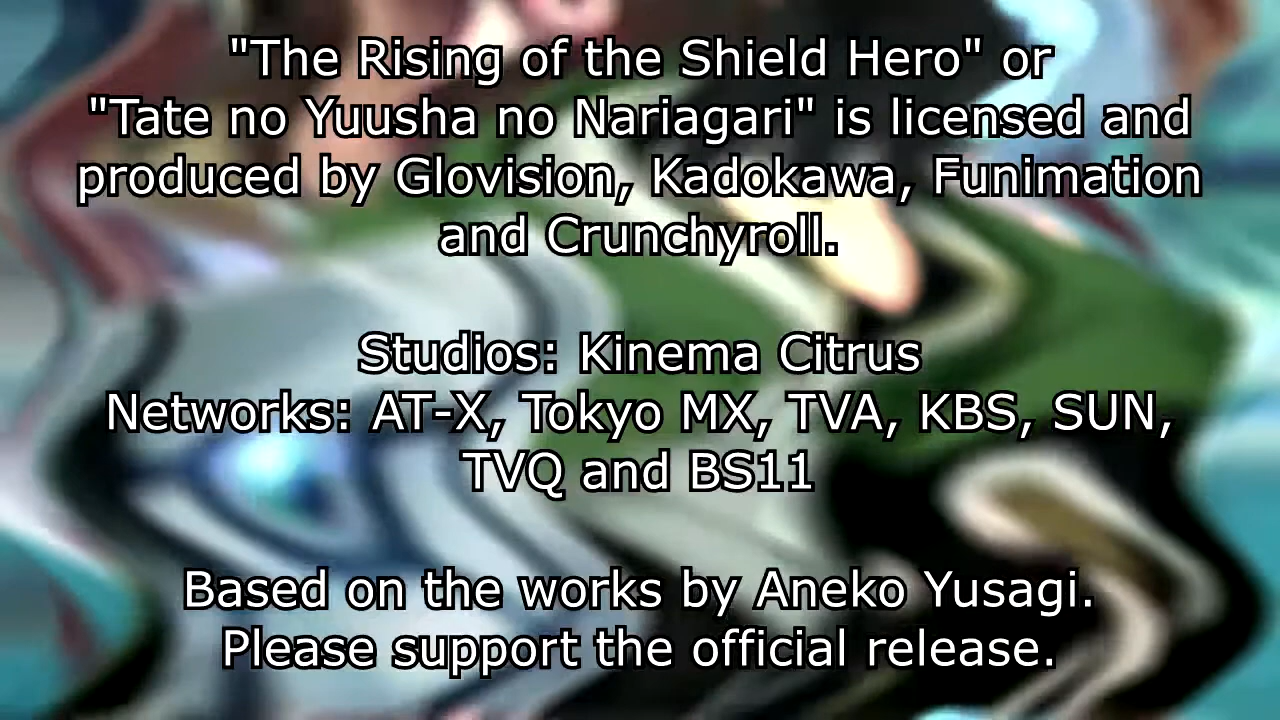 "The Rising of the Shield Hero" or
"Tate no Yuusha no Nariagari" is licensed and
produced by Glovision, Kadokawa, Funimation
and Crunchyroll.
Studios: Kinema Citrus
Networks: AT-X, Tokyo MX, TVA, KBS, SUN,
TVQ and BS11
Based on the works by Aneko Yusagi.
Please support the official release.